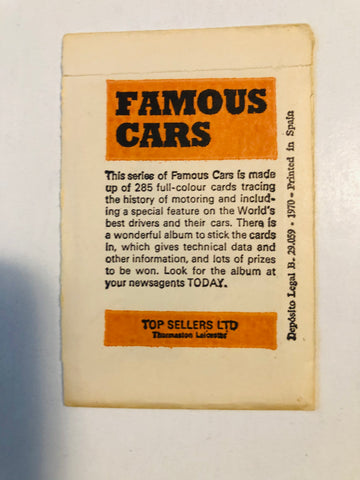 FAMOUS
CARS
This series of Famous Cars is made
up of 285 full-colour cards tracing
the history of motoring and includ-
ing a special feature on the World's
best drivers and their cars. There is
a wonderful album to stick the cards
in, which gives technical data and
other information, and lots of prizes
to be won. Look for the album at
your newsagents TODAY.
TOP SELLERS LTD
Thurmaston Leicester
Depósito Legal B. 29.059 - 1970 - Printed in Spain